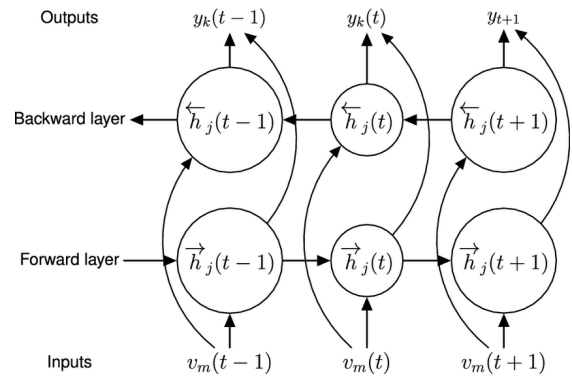 Outputs y_k(t−1) y_k(t) y_{t+1}
Backward layer ←h_j(t−1) ←h_j(t) ←h_j(t+1)
Forward layer →h_j(t−1) →h_j(t) →h_j(t+1)
Inputs v_m(t−1) v_m(t) v_m(t+1)